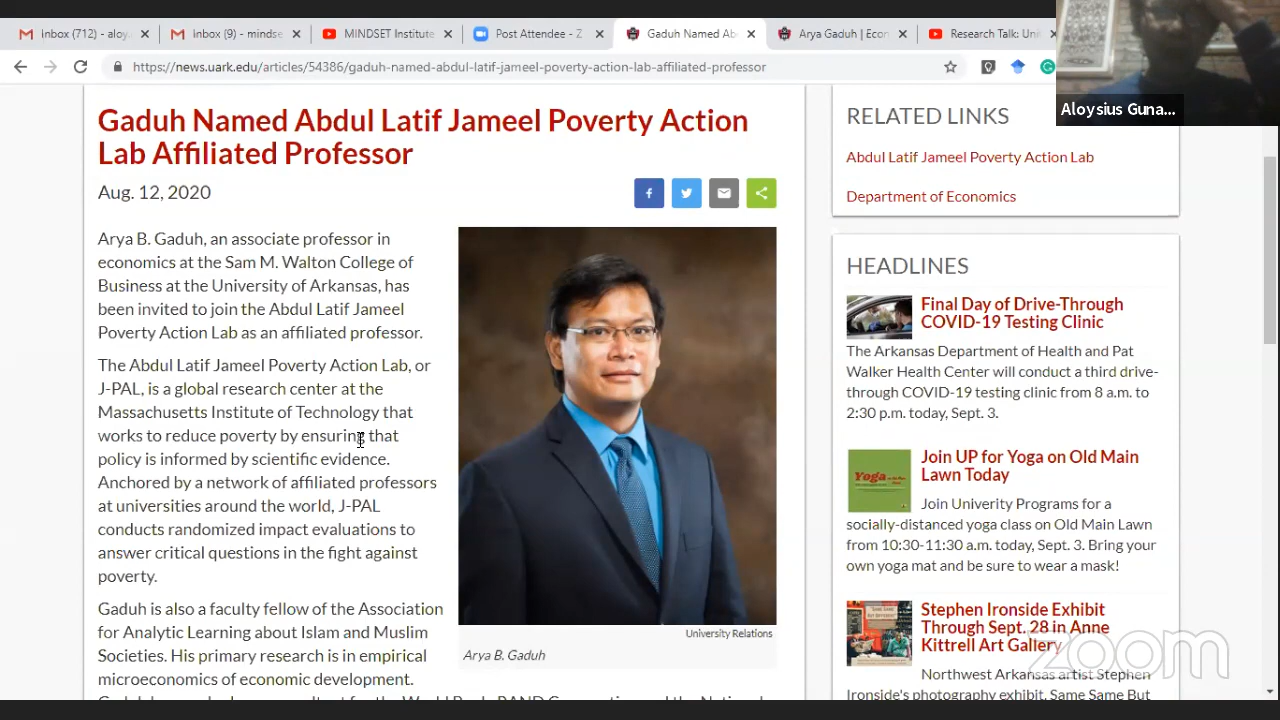 Inbox (712) - aloy.
Inbox (9) - mindse
MINDSET Institute
Post Attendee - Z
Gaduh Named Ab
Arya Gaduh | Econ
Research Talk: Un
https://news.uark.edu/articles/54386/gaduh-named-abdul-latif-jameel-poverty-action-lab-affiliated-professor
Aloysius Guna...
Gaduh Named Abdul Latif Jameel Poverty Action
Lab Affiliated Professor
Aug. 12, 2020
Arya B. Gaduh, an associate professor in
economics at the Sam M. Walton College of
Business at the University of Arkansas, has
been invited to join the Abdul Latif Jameel
Poverty Action Lab as an affiliated professor.
The Abdul Latif Jameel Poverty Action Lab, or
J-PAL, is a global research center at the
Massachusetts Institute of Technology that
works to reduce poverty by ensuring that
policy is informed by scientific evidence.
Anchored by a network of affiliated professors
at universities around the world, J-PAL
conducts randomized impact evaluations to
answer critical questions in the fight against
poverty.
Gaduh is also a faculty fellow of the Association
for Analytic Learning about Islam and Muslim
Societies. His primary research is in empirical
microeconomics of economic development.
University Relations
Arya B. Gaduh
RELATED LINKS
Abdul Latif Jameel Poverty Action Lab
Department of Economics
HEADLINES
Final Day of Drive-Through
COVID-19 Testing Clinic
The Arkansas Department of Health and Pat
Walker Health Center will conduct a third drive-
through COVID-19 testing clinic from 8 a.m. to
2:30 p.m. today, Sept. 3.
Yoga
Join UP for Yoga on Old Main
Lawn Today
Join Univerity Programs for a
socially-distanced yoga class on Old Main Lawn
from 10:30-11:30 a.m. today, Sept. 3. Bring your
own yoga mat and be sure to wear a mask!
Stephen Ironside Exhibit
Through Sept. 28 in Anne
Kittrell Art Gallery
Northwest Arkansas artist Stephen
Ironside's photography exhibit, Same Same But
zoom